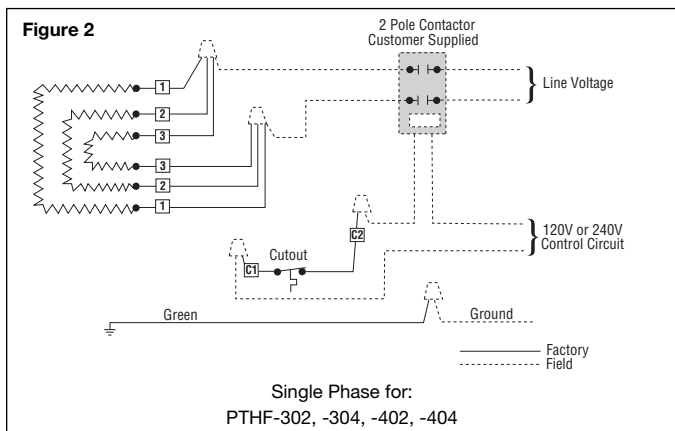 Figure 2
2 Pole Contactor
Customer Supplied
Line Voltage
1
2
3
3
2
1
C2
120V or 240V
Control Circuit
Cutout
C1
Green
Ground
Factory
Field
Single Phase for:
PTHF-302, -304, -402, -404